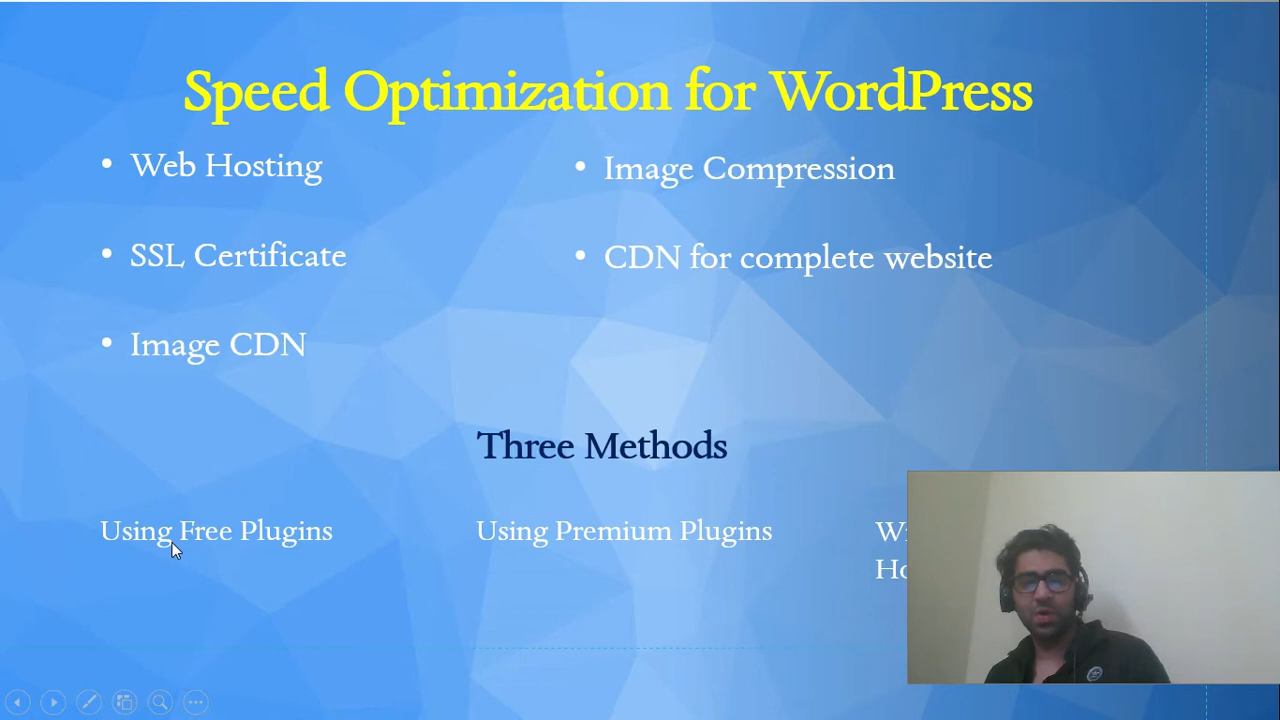 Speed Optimization for WordPress
• Web Hosting
• SSL Certificate
• Image CDN
• Image Compression
• CDN for complete website
Three Methods
Using Free Plugins
Using Premium Plugins